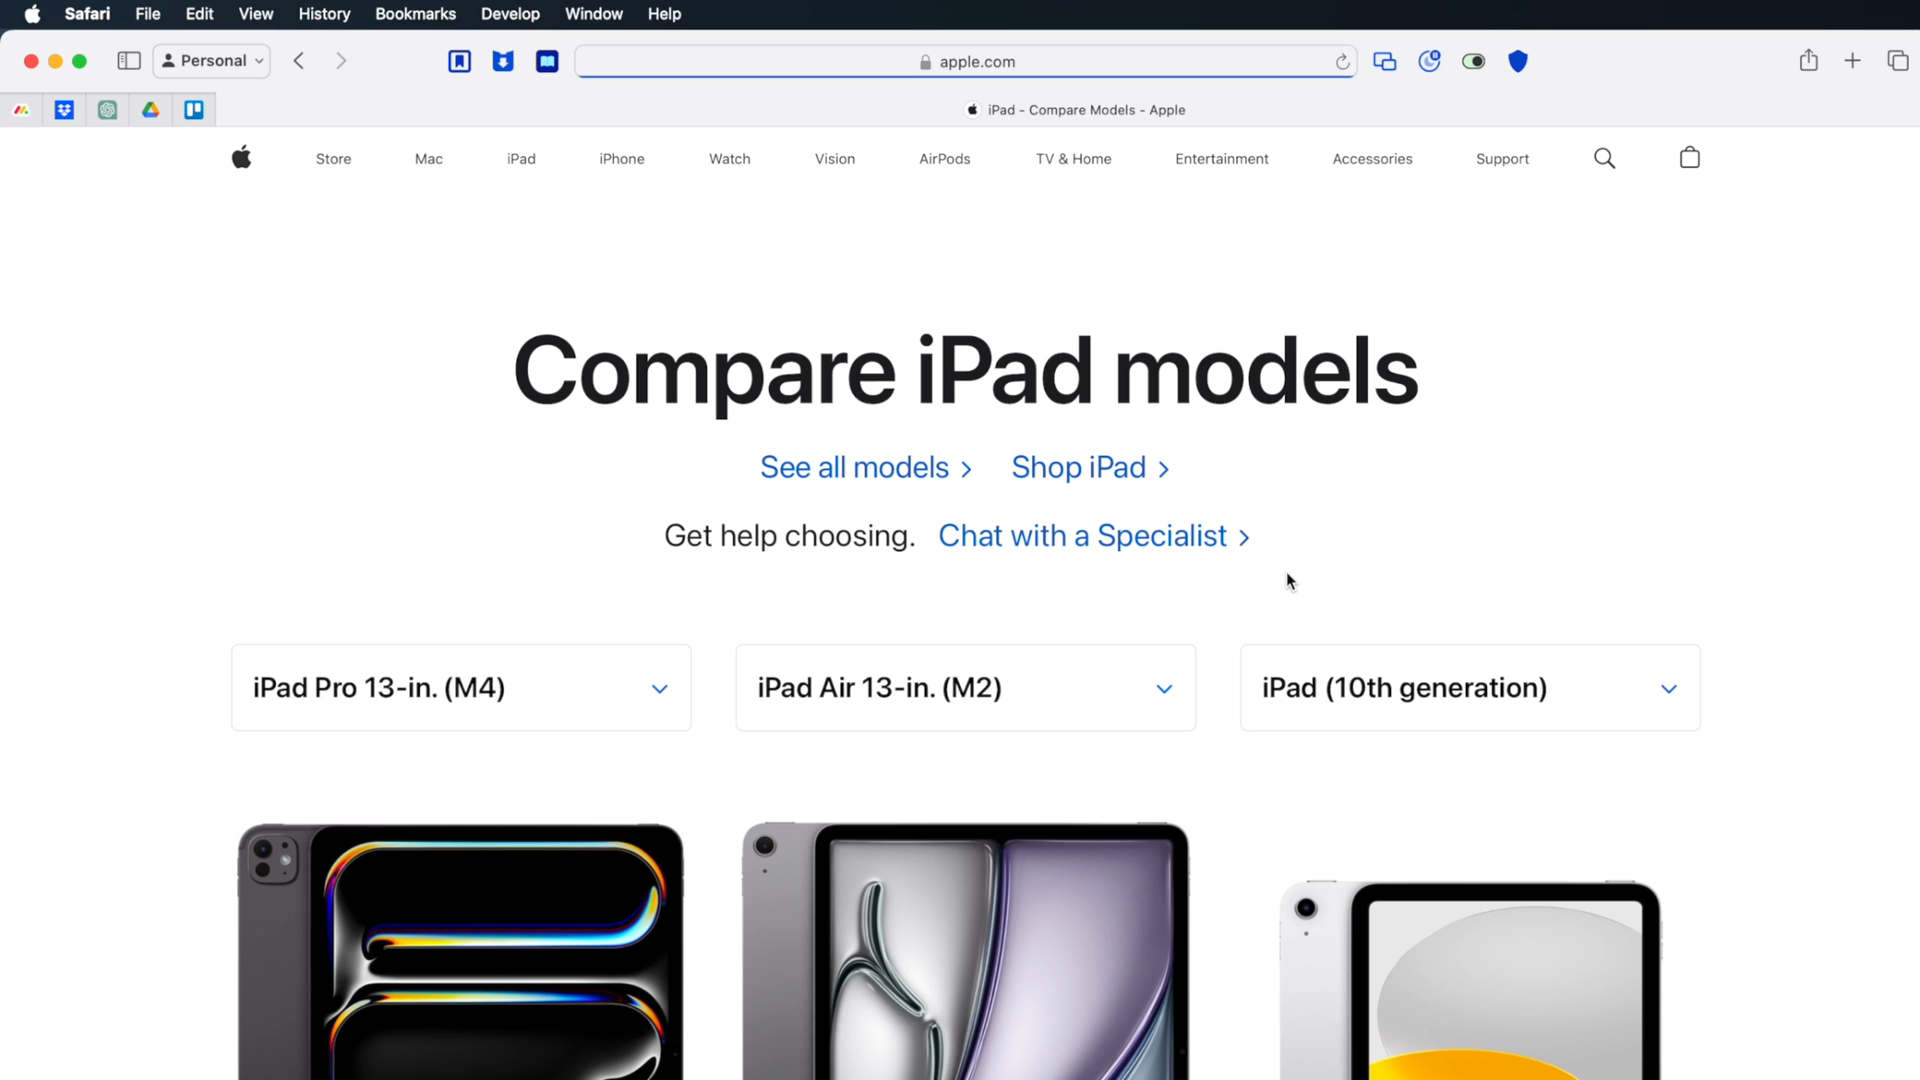 Safari File Edit View History Bookmarks Develop Window Help
Personal apple.com
iPad - Compare Models - Apple
Store Mac iPad iPhone Watch Vision AirPods TV & Home Entertainment Accessories Support
Compare iPad models
See all models > Shop iPad >
Get help choosing. Chat with a Specialist >
iPad Pro 13-in. (M4) iPad Air 13-in. (M2) iPad (10th generation)